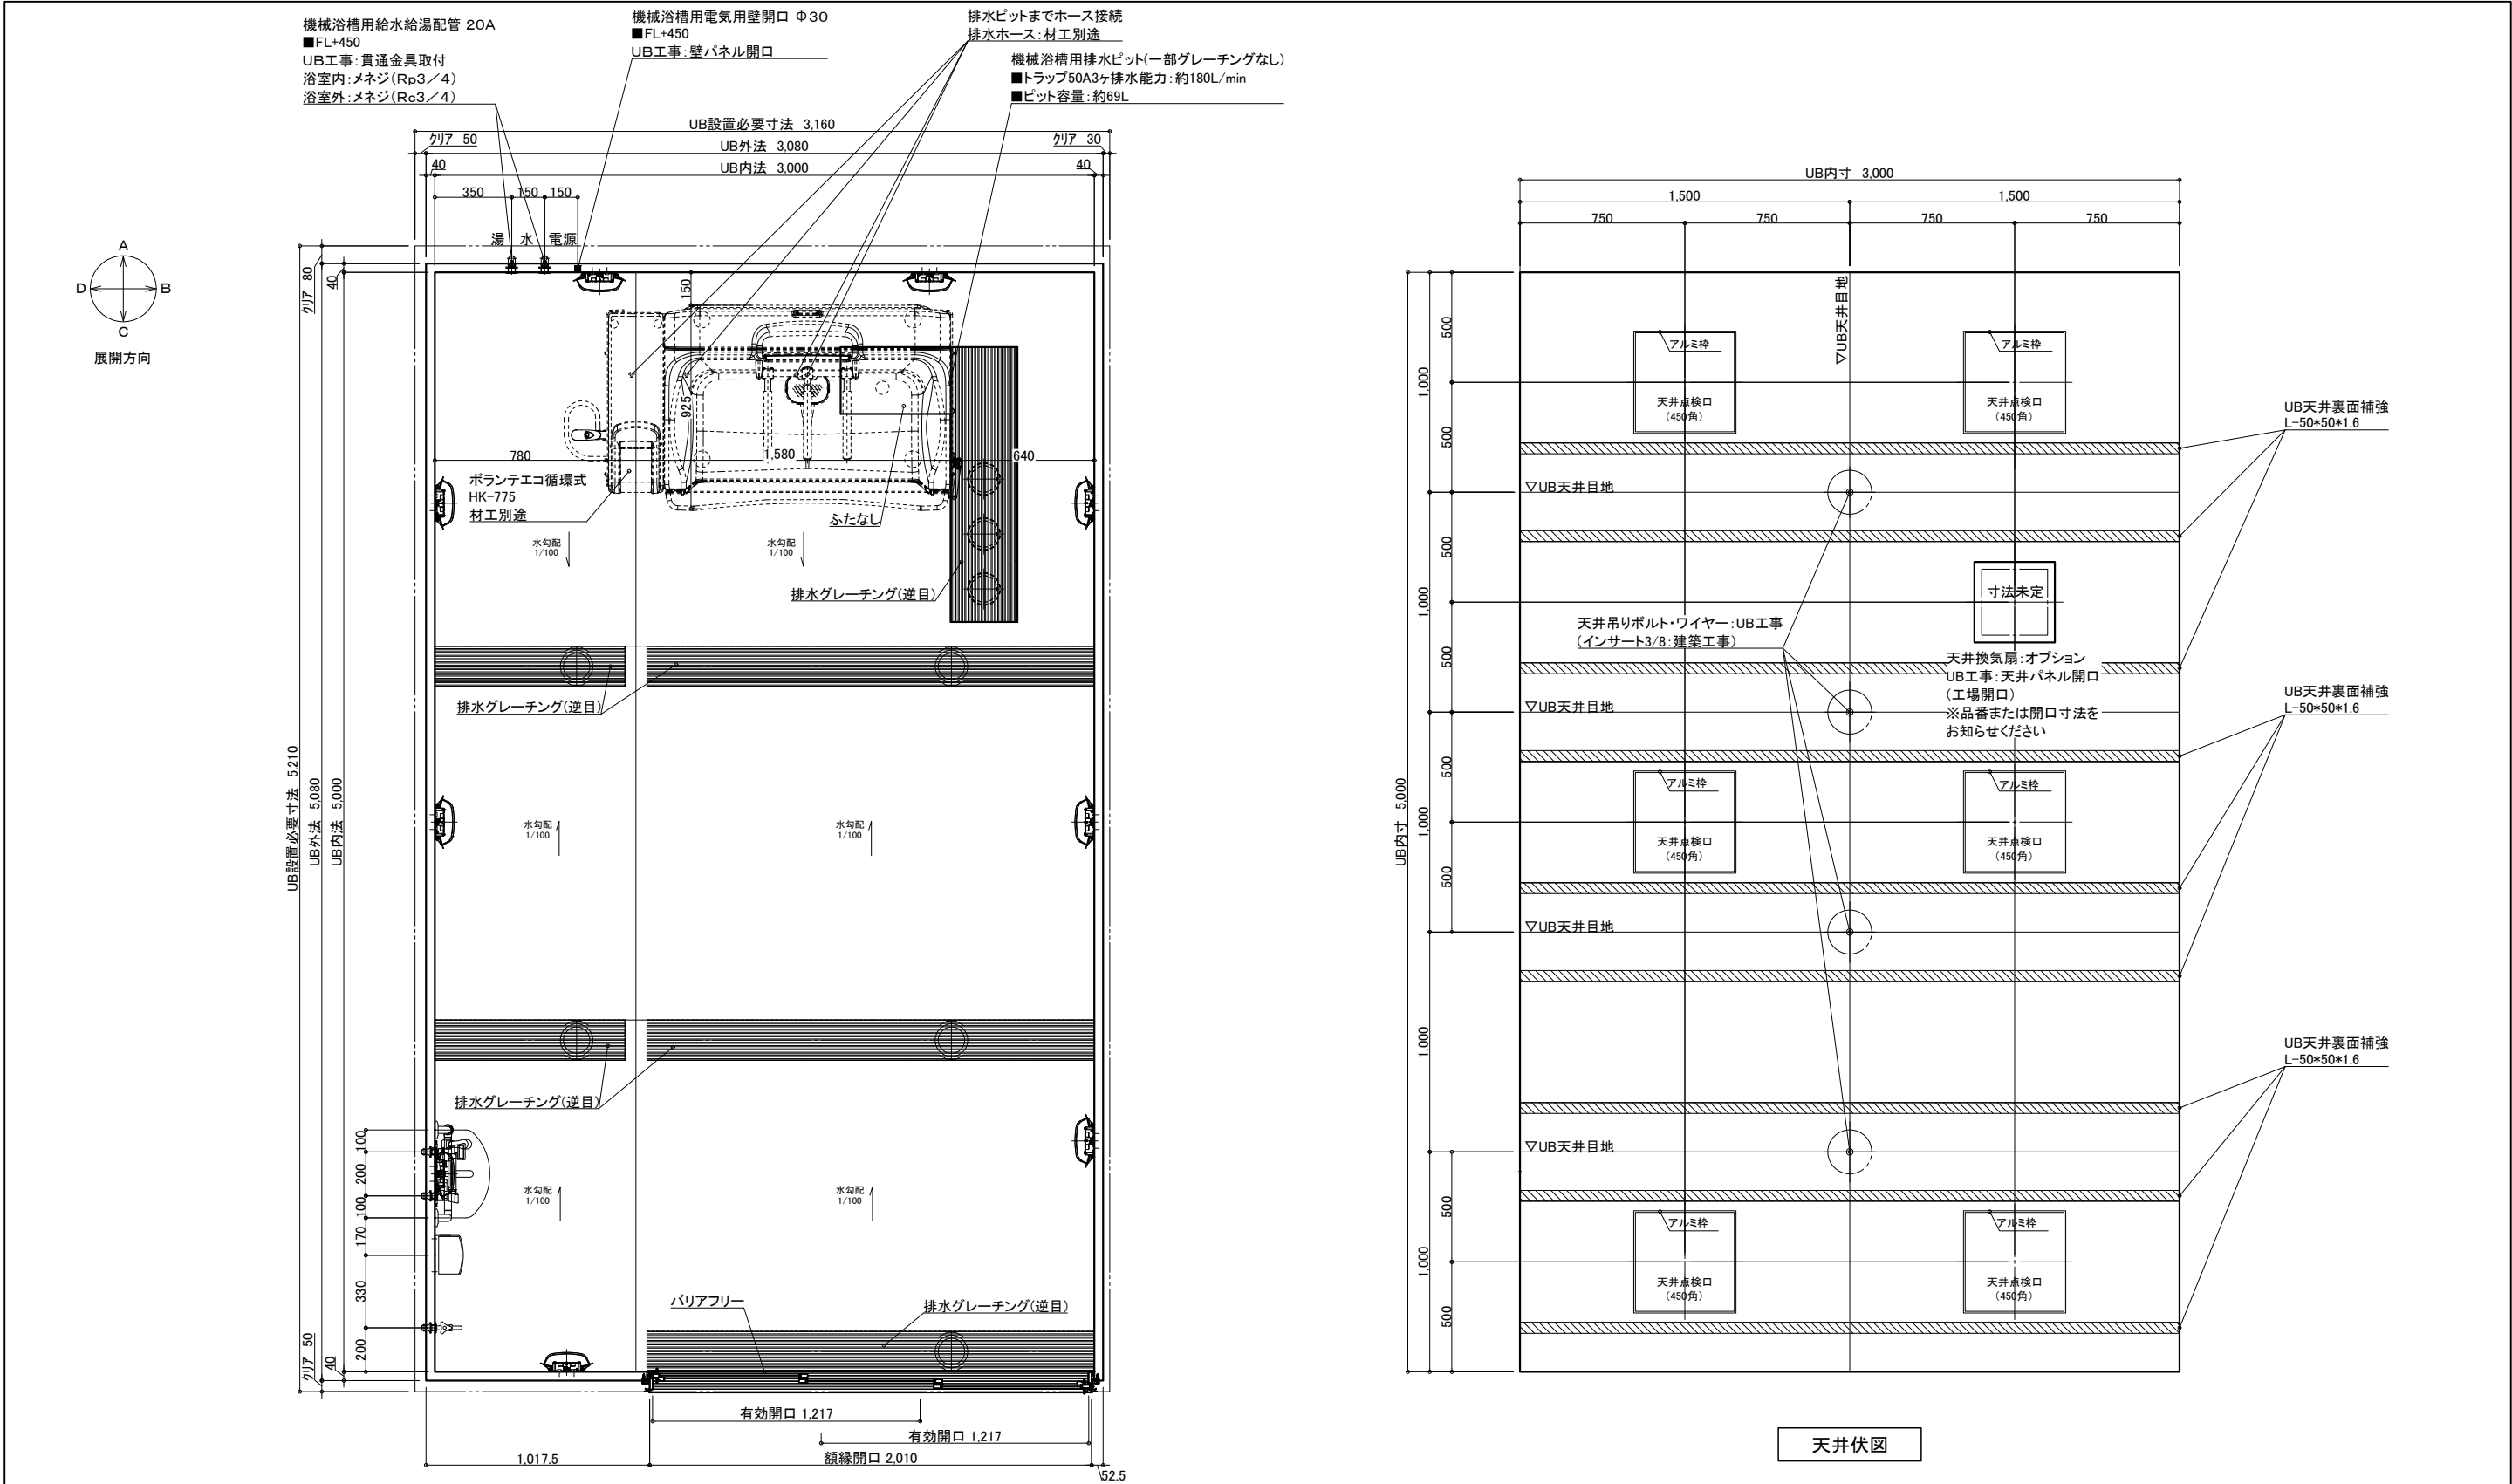 機械浴槽用給水給湯配管 20A
■FL+450
UB工事:貫通金具取付
浴室内:メネジ(Rp3/4)
浴室外:メネジ(Rc3/4)
機械浴槽用電気用壁開口 Φ30
■FL+450
UB工事:壁パネル開口
排水ピットまでホース接続
排水ホース:材工別途
機械浴槽用排水ピット(一部グレーチングなし)
■トラップ50A3ヶ排水能力:約180L/min
■ピット容量:約69L
UB設置必要寸法 3,160
クリア 50
UB外法 3,080
クリア 30
40
UB内法 3,000
40
350
150
150
湯 水 電源
A
D
B
C
展開方向
クリア 80
40
150
925
780
1,580
640
ボランテエコ循環式
HK-775
材工別途
ふたなし
水勾配
1/100
水勾配
1/100
排水グレーチング(逆目)
排水グレーチング(逆目)
UB設置必要寸法 5,210
UB外法 5,080
UB内法 5,000
水勾配
1/100
水勾配
1/100
排水グレーチング(逆目)
100
200
100
170
330
200
水勾配
1/100
水勾配
1/100
バリアフリー
排水グレーチング(逆目)
クリア 50
40
有効開口 1,217
有効開口 1,217
1,017.5
額縁開口 2,010
52.5
UB内寸 3,000
1,500
1,500
750
750
750
750
▽UB天井目地
500
1,000
500
アルミ枠
天井点検口
(450角)
アルミ枠
天井点検口
(450角)
UB天井裏面補強
L-50*50*1.6
▽UB天井目地
500
1,000
500
寸法未定
天井吊りボルト・ワイヤー:UB工事
(インサート3/8:建築工事)
天井換気扇:オプション
UB工事:天井パネル開口
(工場開口)
※品番または開口寸法を
お知らせください
UB天井裏面補強
L-50*50*1.6
▽UB天井目地
UB内寸 5,000
500
1,000
500
アルミ枠
天井点検口
(450角)
アルミ枠
天井点検口
(450角)
▽UB天井目地
1,000
UB天井裏面補強
L-50*50*1.6
▽UB天井目地
500
1,000
500
アルミ枠
天井点検口
(450角)
アルミ枠
天井点検口
(450角)
天井伏図